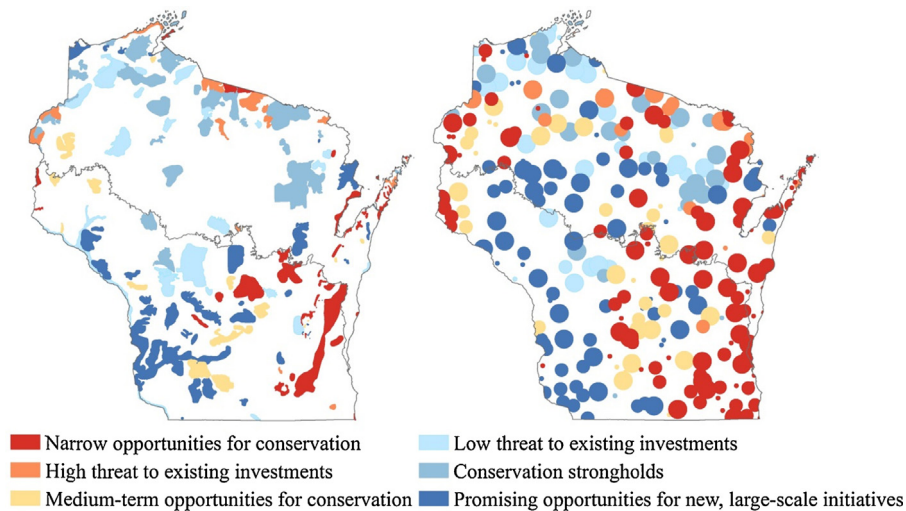 Narrow opportunities for conservation
High threat to existing investments
Medium-term opportunities for conservation
Low threat to existing investments
Conservation strongholds
Promising opportunities for new, large-scale initiatives